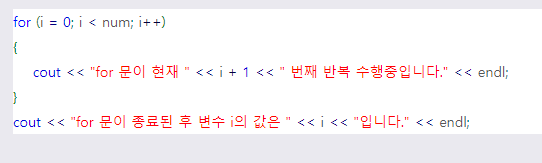 for (i = 0; i < num; i++)
{
cout << "for 문이 현재 " << i + 1 << " 번째 반복 수행중입니다." << endl;
}
cout << "for 문이 종료된 후 변수 i의 값은 " << i << "입니다." << endl;